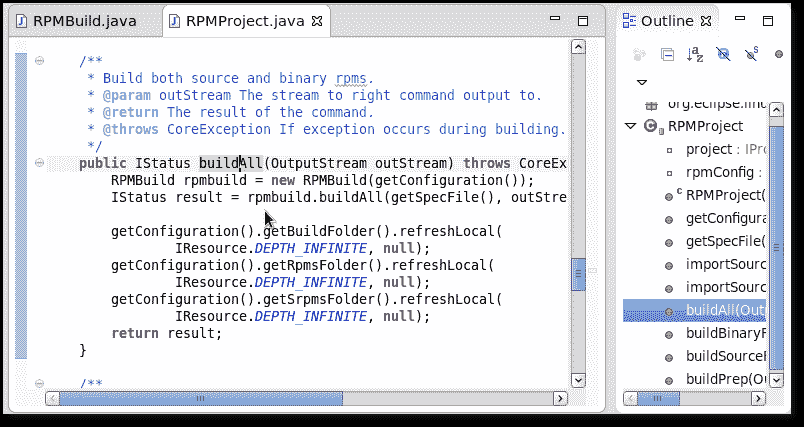 RPMBuild.java
RPMProject.java
Outline
/**
* Build both source and binary rpms.
* @param outStream The stream to right command output to.
* @return The result of the command.
* @throws CoreException If exception occurs during building.
*/
public IStatus buildAll(OutputStream outStream) throws CoreEx
RPMBuild rpmbuild = new RPMBuild(getConfiguration());
IStatus result = rpmbuild.buildAll(getSpecFile(), outStre
getConfiguration().getBuildFolder().refreshLocal(
IResource.DEPTH_INFINITE, null);
getConfiguration().getRpmsFolder().refreshLocal(
IResource.DEPTH_INFINITE, null);
getConfiguration().getSrpmsFolder().refreshLocal(
IResource.DEPTH_INFINITE, null);
return result;
}
/**
org.eclipse.linu
RPMProject
project : IPro
rpmConfig :
RPMProject(
getConfigura
getSpecFile(
importSourc
importSourc
buildAll(Out
buildBinaryF
buildSourceF
buildPrep(Ou